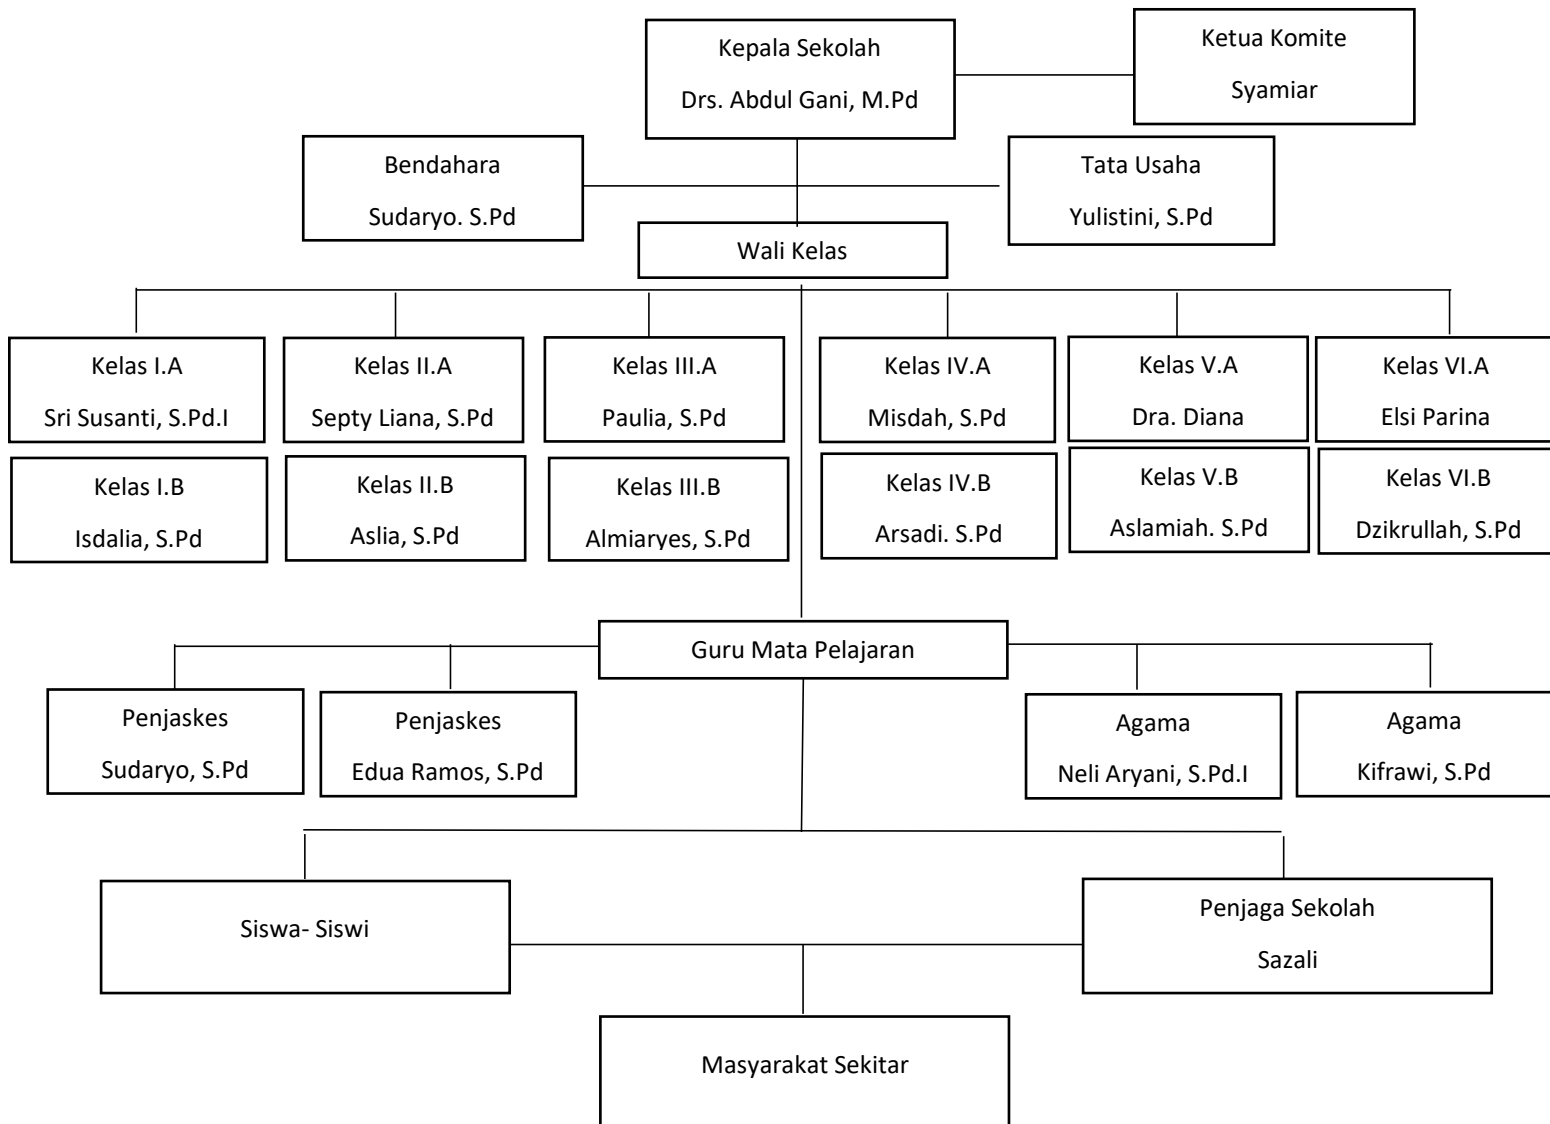 Kepala Sekolah
Drs. Abdul Gani, M.Pd
Ketua Komite
Syamiar
Bendahara
Sudaryo. S.Pd
Tata Usaha
Yulistini, S.Pd
Wali Kelas
Kelas I.A
Sri Susanti, S.Pd.I
Kelas II.A
Septy Liana, S.Pd
Kelas III.A
Paulia, S.Pd
Kelas IV.A
Misdah, S.Pd
Kelas V.A
Dra. Diana
Kelas VI.A
Elsi Parina
Kelas I.B
Isdalia, S.Pd
Kelas II.B
Aslia, S.Pd
Kelas III.B
Almiaryes, S.Pd
Kelas IV.B
Arsadi. S.Pd
Kelas V.B
Aslamiah. S.Pd
Kelas VI.B
Dzikrullah, S.Pd
Guru Mata Pelajaran
Penjaskes
Sudaryo, S.Pd
Penjaskes
Edua Ramos, S.Pd
Agama
Neli Aryani, S.Pd.I
Agama
Kifrawi, S.Pd
Siswa- Siswi
Penjaga Sekolah
Sazali
Masyarakat Sekitar